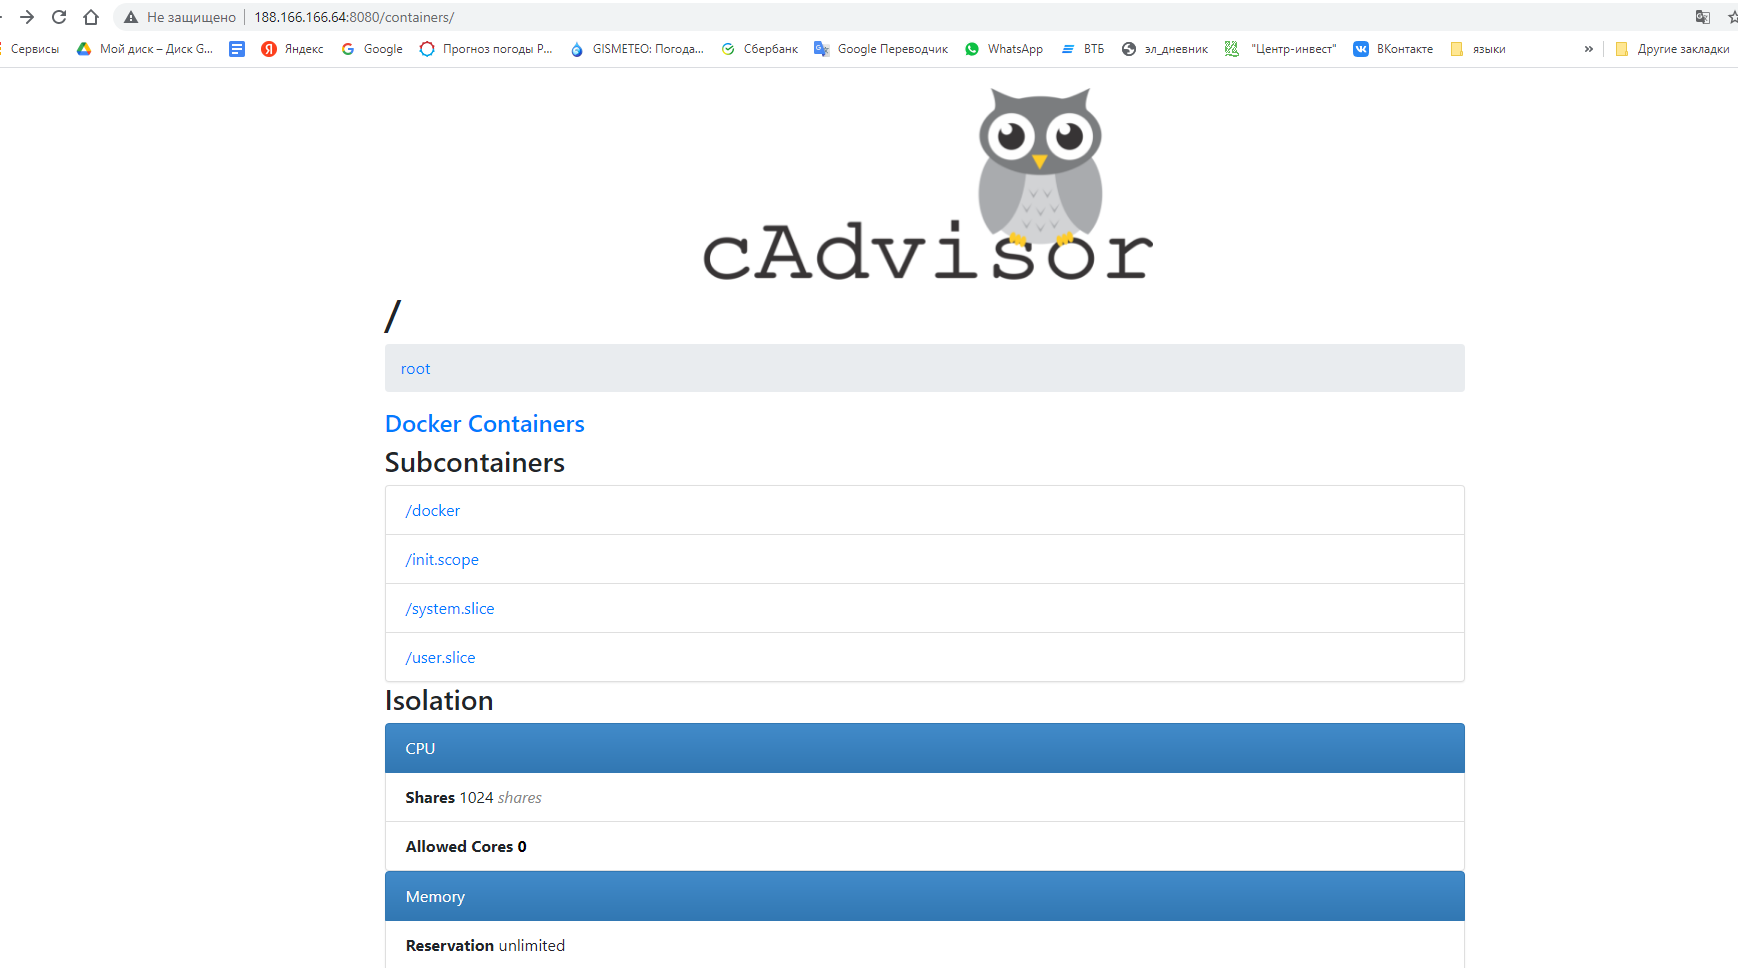 Не защищено 188.166.166.64:8080/containers/
Сервисы Мой диск – Диск G... Яндекс Google Прогноз погоды P... GISMETEO: Погода... Сбербанк Google Переводчик WhatsApp ВТБ эл_дневник "Центр-инвест" ВКонтакте языки » Другие закладки
cAdvisor
/
root
Docker Containers
Subcontainers
/docker
/init.scope
/system.slice
/user.slice
Isolation
CPU
Shares 1024 shares
Allowed Cores 0
Memory
Reservation unlimited